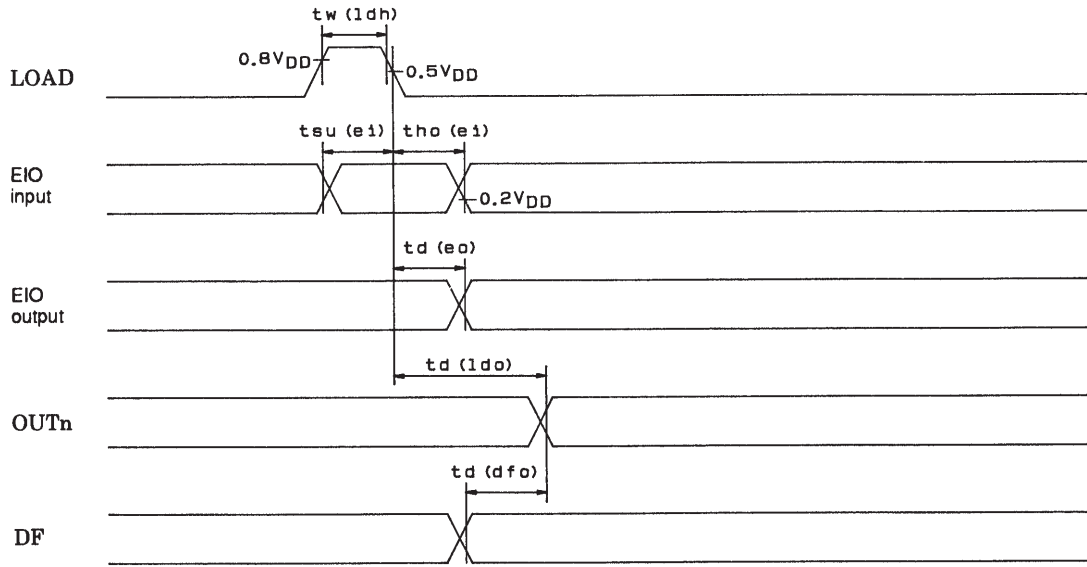 tw (ldh)
0.8VDD
0.5VDD
LOAD
tsu (ei)
tho (ei)
EIO
input
0.2VDD
td (eo)
EIO
output
td (ldo)
OUTn
td (dfo)
DF